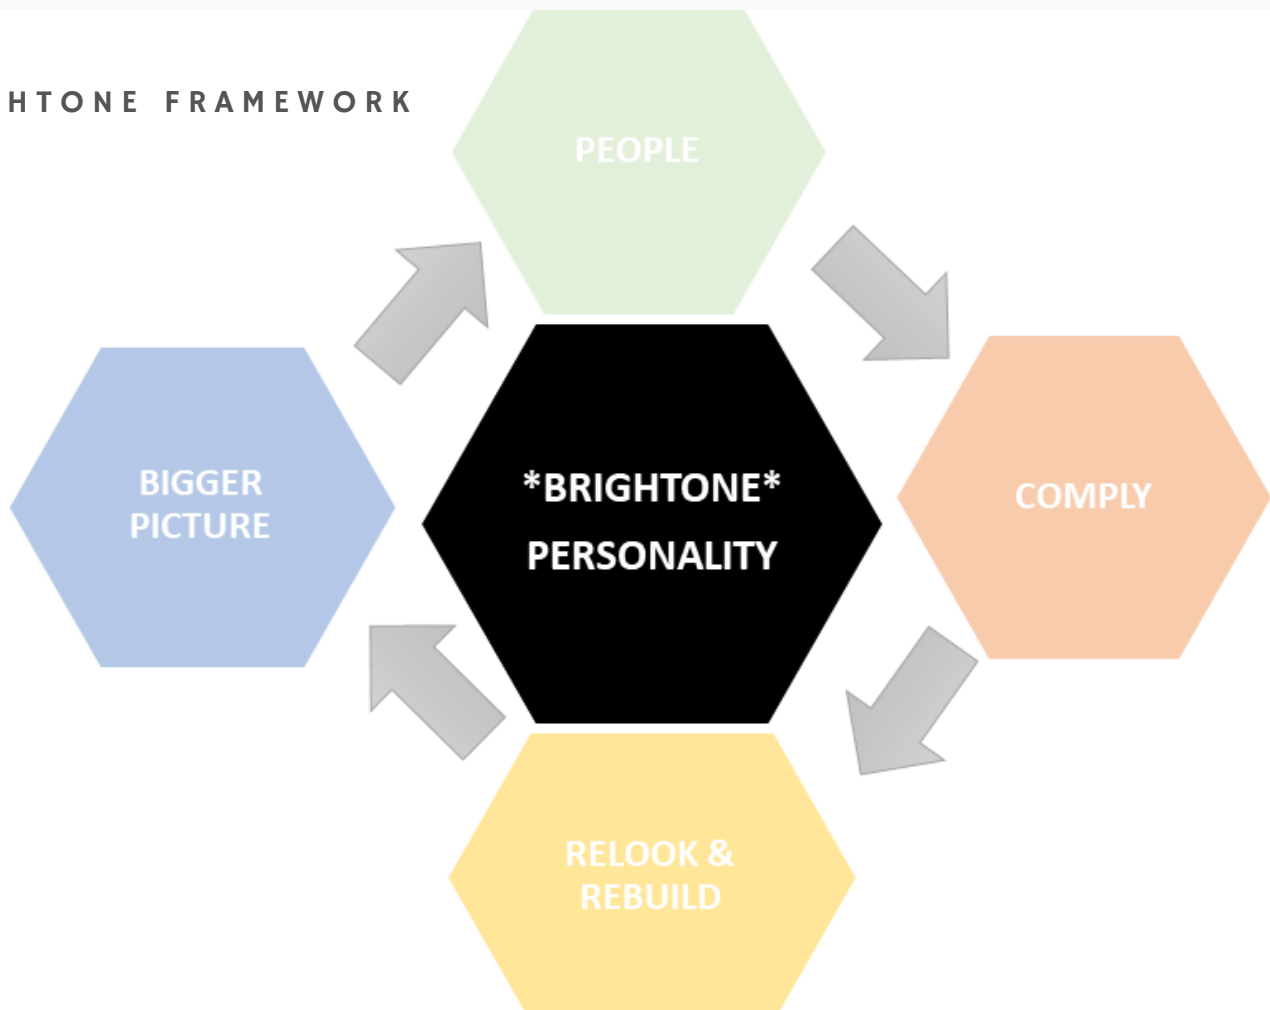 HTONE FRAMEWORK
PEOPLE
BIGGER
PICTURE
*BRIGHTONE*
PERSONALITY
COMPLY
RELOOK &
REBUILD